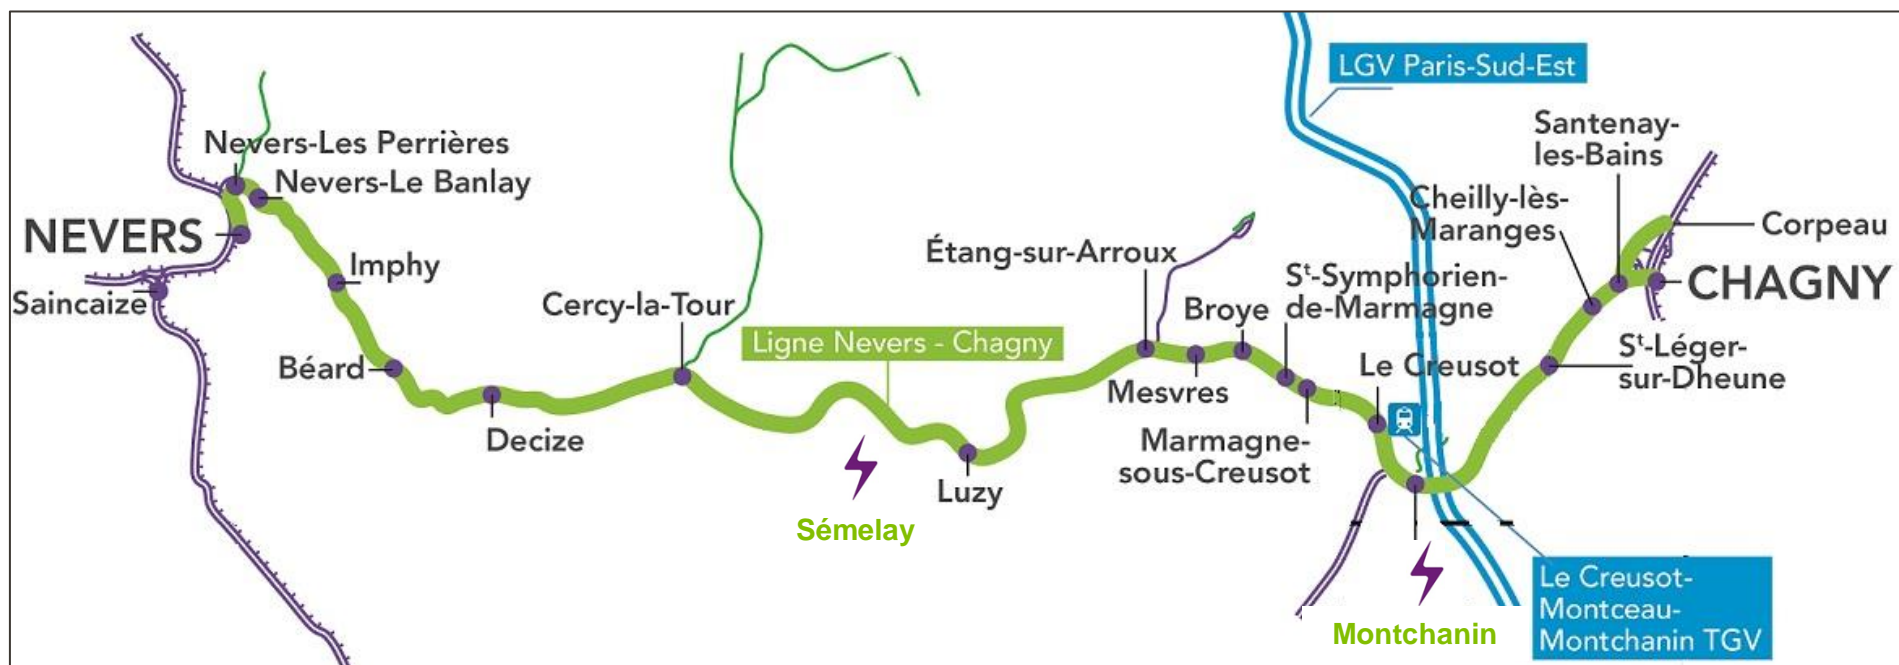 LGV Paris-Sud-Est
Santenay-
les-Bains
Nevers-Les Perrières
Nevers-Le Banlay
Cheilly-lès-
Maranges
Corpeau
NEVERS
Étang-sur-Arroux
Imphy
Sᵗ-Symphorien-
de-Marmagne
CHAGNY
Saincaize
Cercy-la-Tour
Broye
Ligne Nevers - Chagny
Sᵗ-Léger-
sur-Dheune
Béard
Le Creusot
Mesvres
Decize
Marmagne-
sous-Creusot
Luzy
Sémelay
Le Creusot-
Montceau-
Montchanin TGV
Montchanin